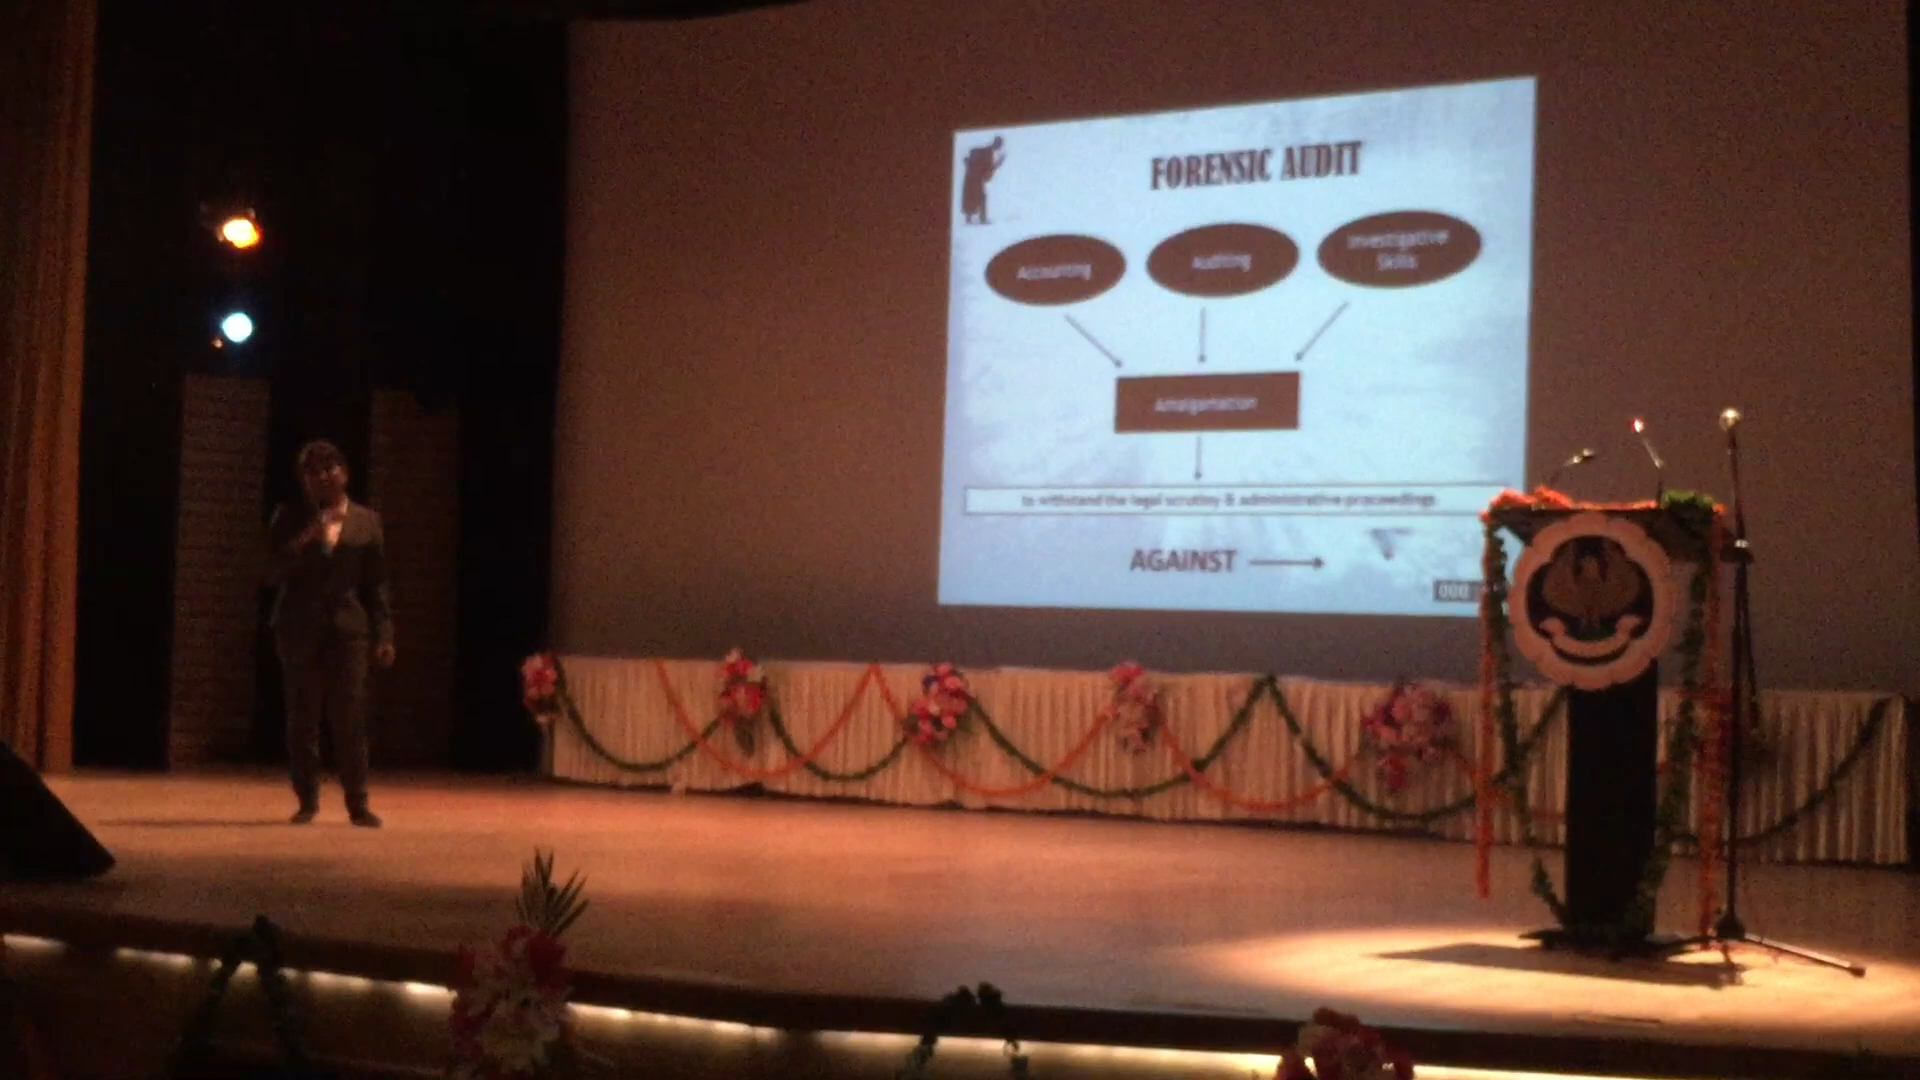 FORENSIC AUDIT
Accounting
Auditing
Investigative
Skills
Amalgamation
to withstand the legal scrutiny & administrative proceedings
AGAINST